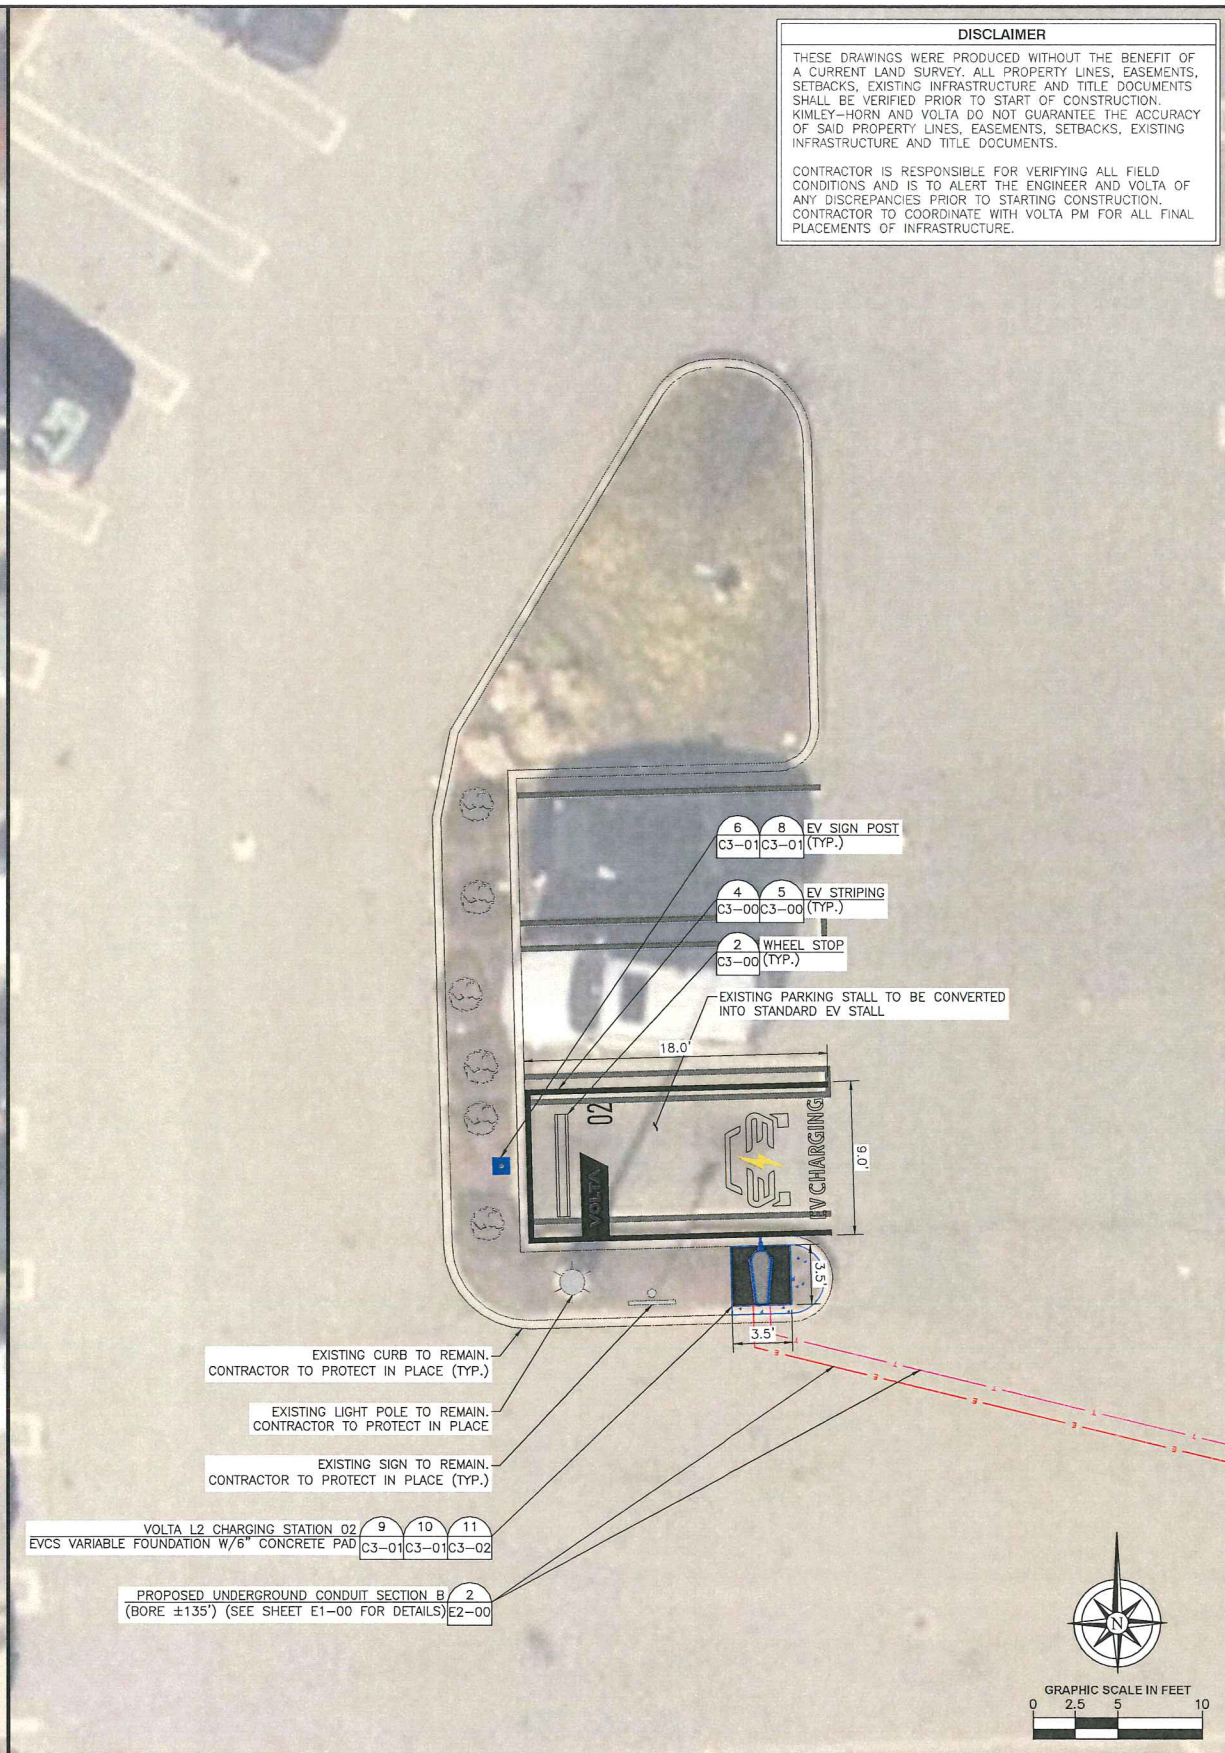 DISCLAIMER
THESE DRAWINGS WERE PRODUCED WITHOUT THE BENEFIT OF
A CURRENT LAND SURVEY. ALL PROPERTY LINES, EASEMENTS,
SETBACKS, EXISTING INFRASTRUCTURE AND TITLE DOCUMENTS
SHALL BE VERIFIED PRIOR TO START OF CONSTRUCTION.
KIMLEY-HORN AND VOLTA DO NOT GUARANTEE THE ACCURACY
OF SAID PROPERTY LINES, EASEMENTS, SETBACKS, EXISTING
INFRASTRUCTURE AND TITLE DOCUMENTS.
CONTRACTOR IS RESPONSIBLE FOR VERIFYING ALL FIELD
CONDITIONS AND IS TO ALERT THE ENGINEER AND VOLTA OF
ANY DISCREPANCIES PRIOR TO STARTING CONSTRUCTION.
CONTRACTOR TO COORDINATE WITH VOLTA PM FOR ALL FINAL
PLACEMENTS OF INFRASTRUCTURE.
6 8 EV SIGN POST
C3-01 C3-01 (TYP.)
4 5 EV STRIPING
C3-00 C3-00 (TYP.)
2 WHEEL STOP
C3-00 (TYP.)
EXISTING PARKING STALL TO BE CONVERTED
INTO STANDARD EV STALL
18.0'
02
VOLTA
EV CHARGING
9.0'
3.5'
3.5'
E E E E
T T T T
EXISTING CURB TO REMAIN.
CONTRACTOR TO PROTECT IN PLACE (TYP.)
EXISTING LIGHT POLE TO REMAIN.
CONTRACTOR TO PROTECT IN PLACE
EXISTING SIGN TO REMAIN.
CONTRACTOR TO PROTECT IN PLACE (TYP.)
VOLTA L2 CHARGING STATION 02 9 10 11
EVCS VARIABLE FOUNDATION W/6" CONCRETE PAD C3-01 C3-01 C3-02
PROPOSED UNDERGROUND CONDUIT SECTION B 2
(BORE ±135') (SEE SHEET E1-00 FOR DETAILS) E2-00
N
GRAPHIC SCALE IN FEET
0 2.5 5 10